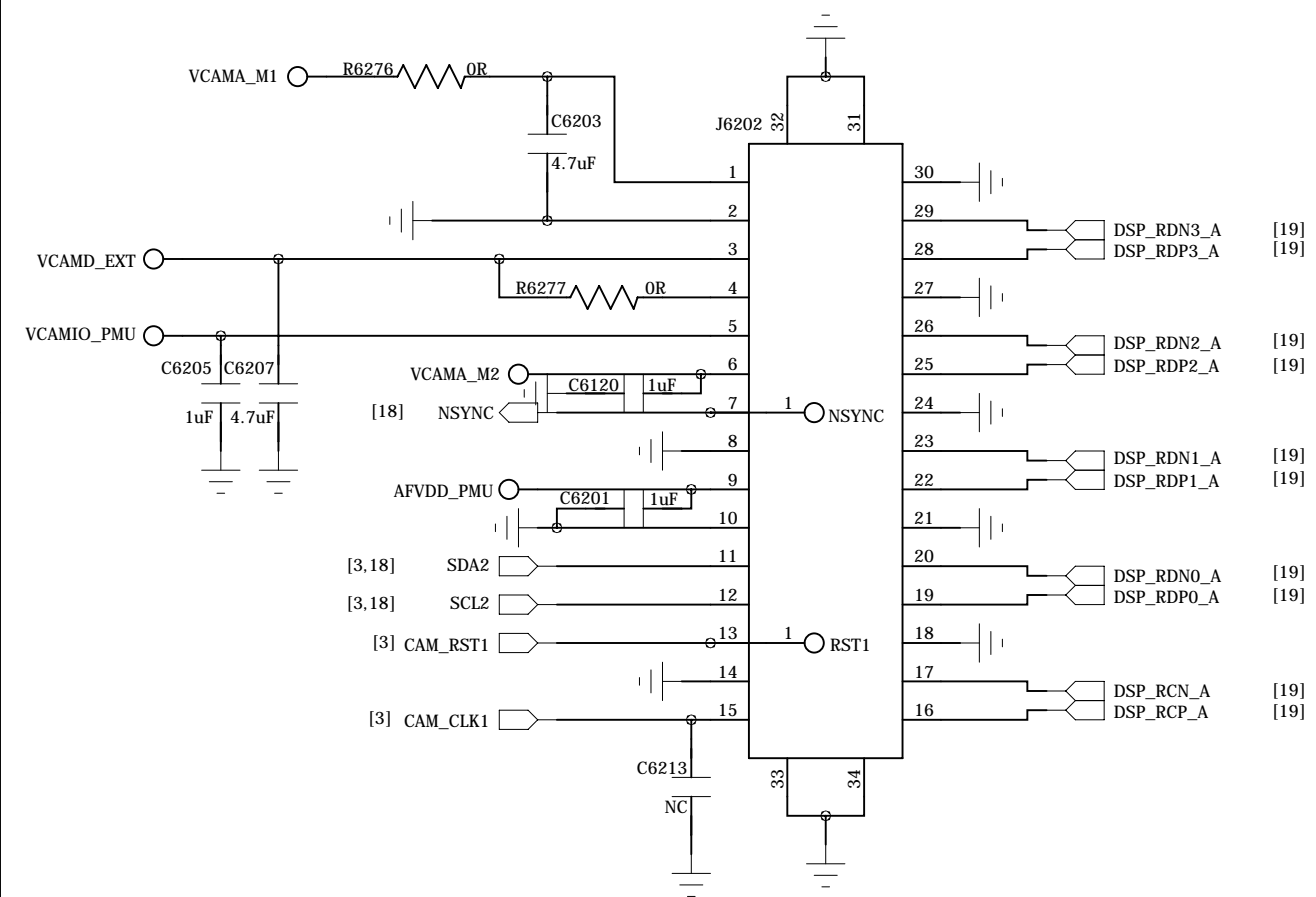 VCAMA_M1 R6276 0R
C6203
4.7uF
J6202 32 31
1 30
2 29 DSP_RDN3_A [19]
VCAMD_EXT 3 28 DSP_RDP3_A [19]
R6277 0R 4 27
VCAMIO_PMU 5 26 DSP_RDN2_A [19]
C6205 C6207
1uF 4.7uF
VCAMA_M2 6 25 DSP_RDP2_A [19]
C6120 1uF
[18] NSYNC 7 1 NSYNC 24
8 23 DSP_RDN1_A [19]
AFVDD_PMU 9 22 DSP_RDP1_A [19]
C6201 1uF
10 21
[3,18] SDA2 11 20 DSP_RDN0_A [19]
[3,18] SCL2 12 19 DSP_RDP0_A [19]
[3] CAM_RST1 13 1 RST1 18
14 17 DSP_RCN_A [19]
[3] CAM_CLK1 15 16 DSP_RCP_A [19]
C6213
NC
33 34